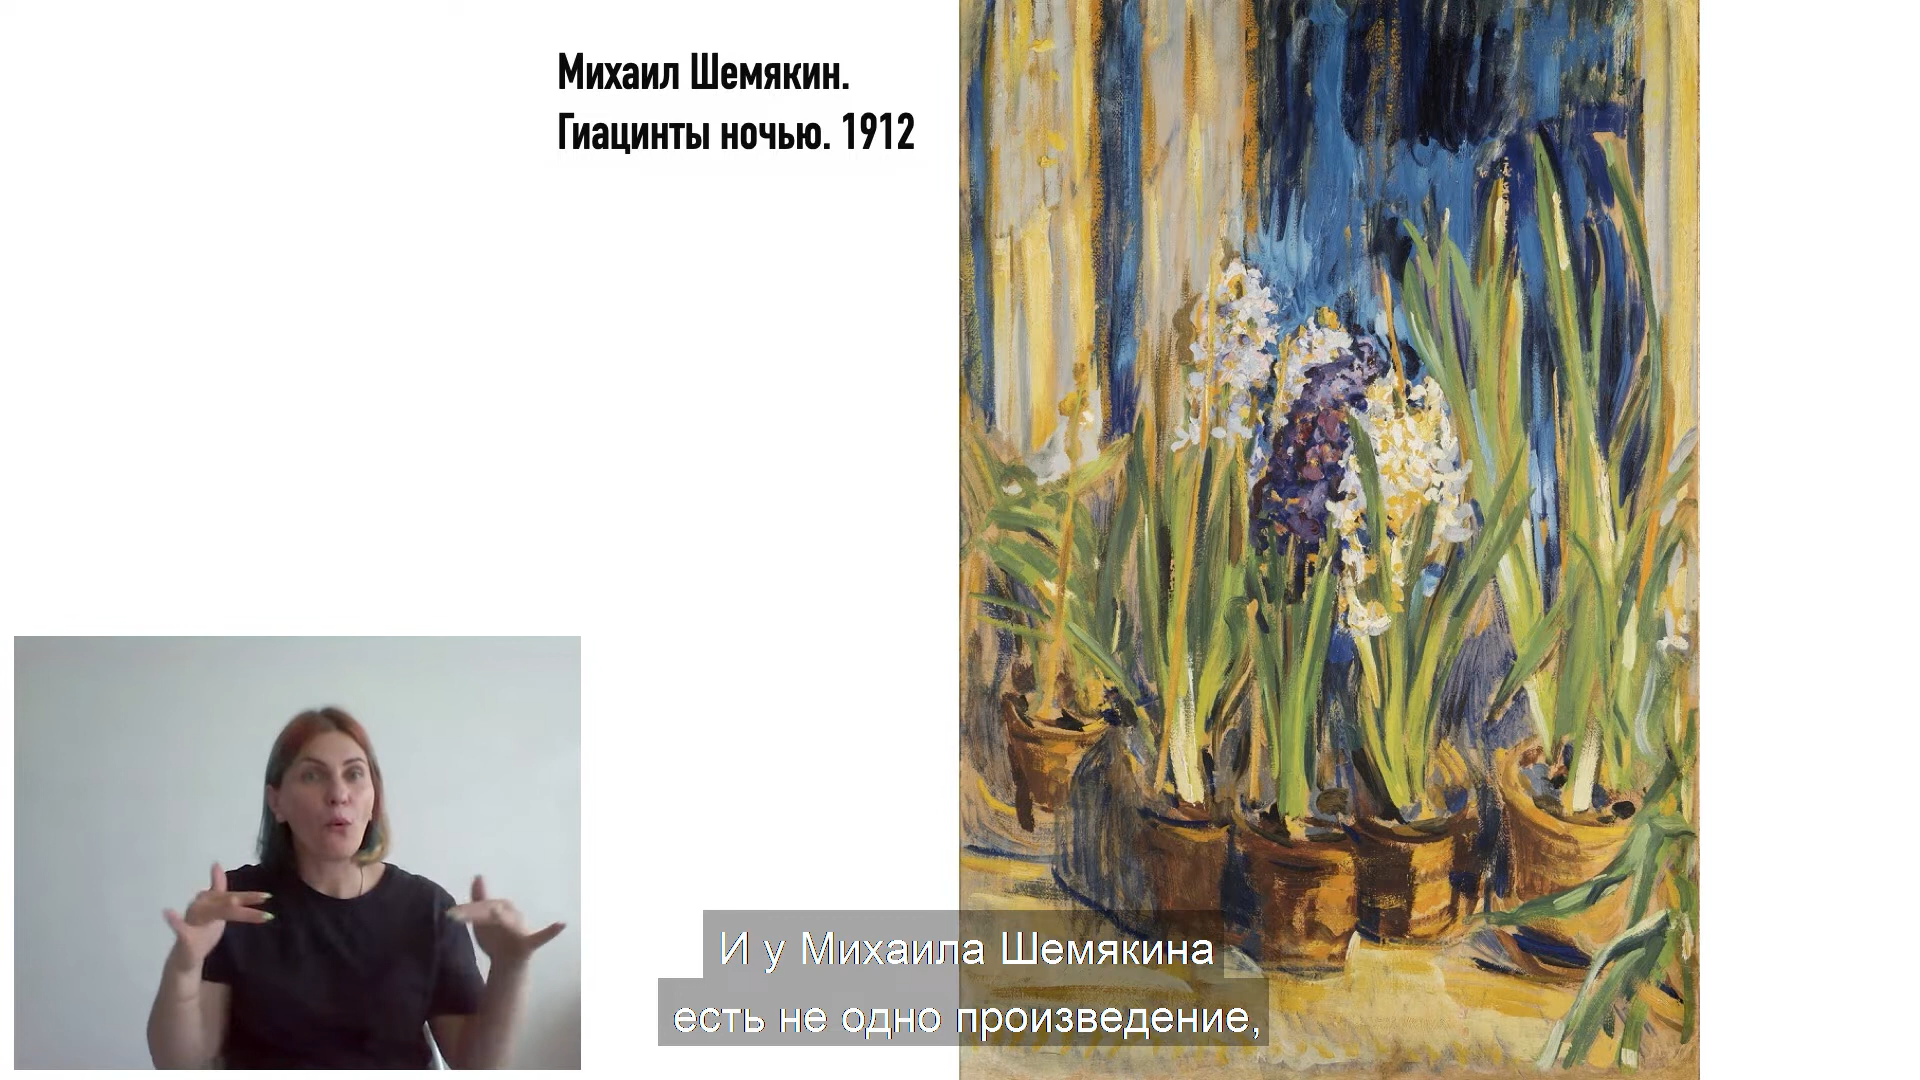 Михаил Шемякин.
Гиацинты ночью. 1912
И у Михаила Шемякина
есть не одно произведение,